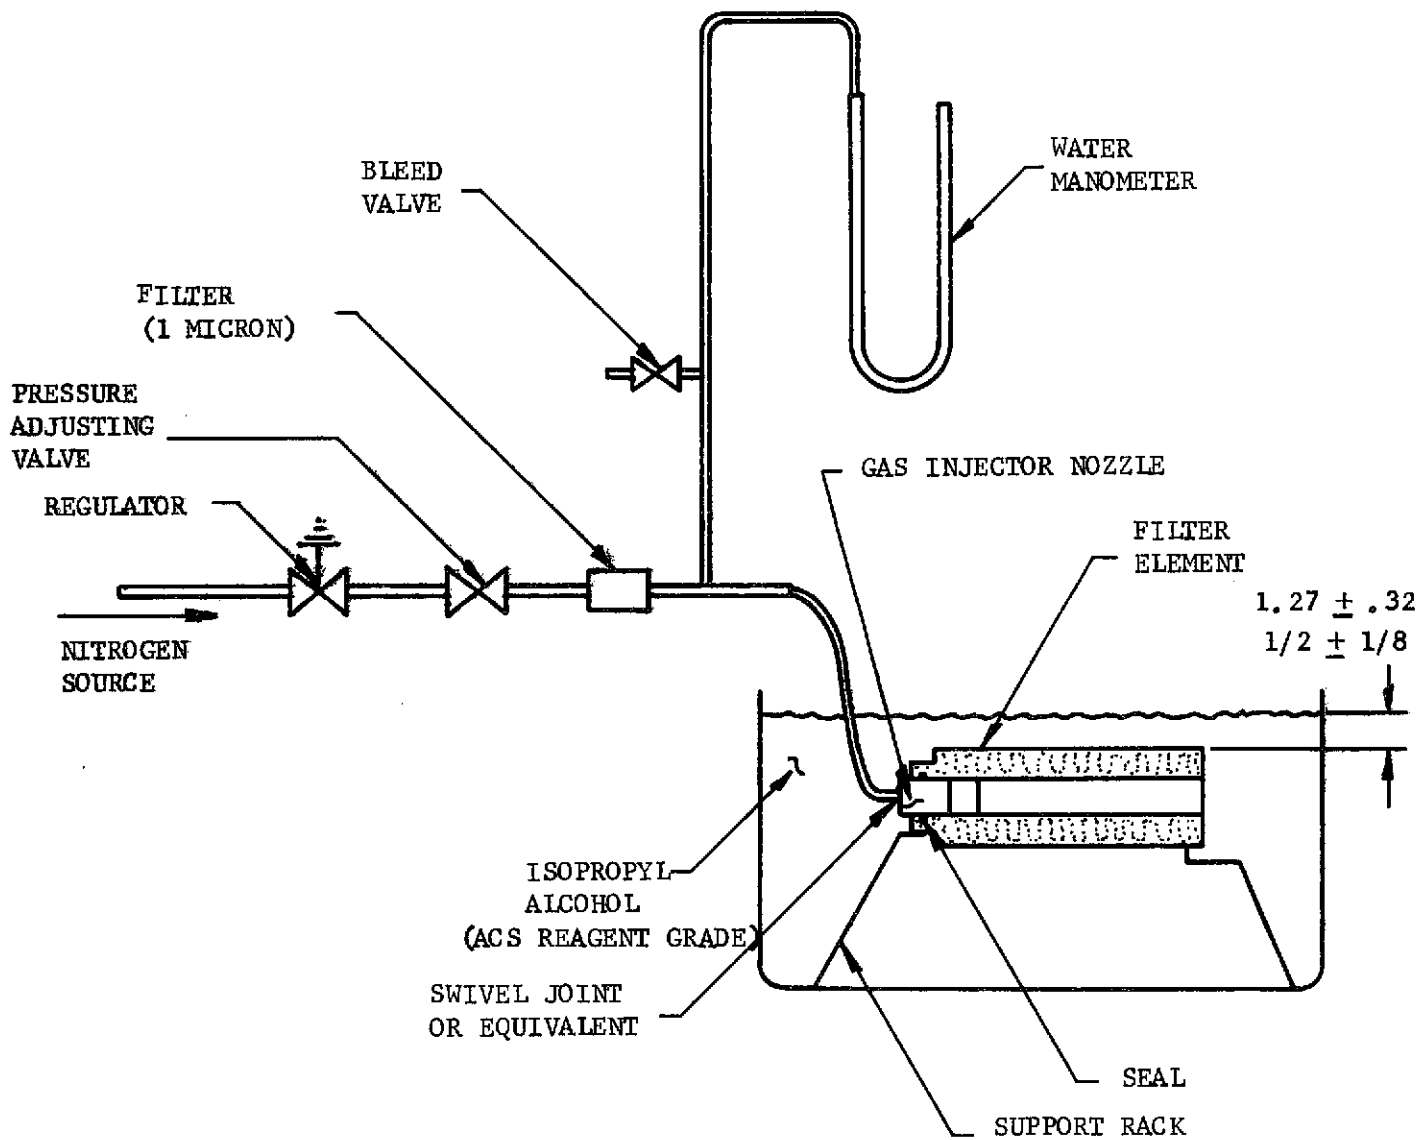 WATER
MANOMETER
BLEED
VALVE
FILTER
(1 MICRON)
PRESSURE
ADJUSTING
VALVE
REGULATOR
GAS INJECTOR NOZZLE
FILTER
ELEMENT
1.27 ± .32
1/2 ± 1/8
NITROGEN
SOURCE
ISOPROPYL
ALCOHOL
(ACS REAGENT GRADE)
SWIVEL JOINT
OR EQUIVALENT
SEAL
SUPPORT RACK